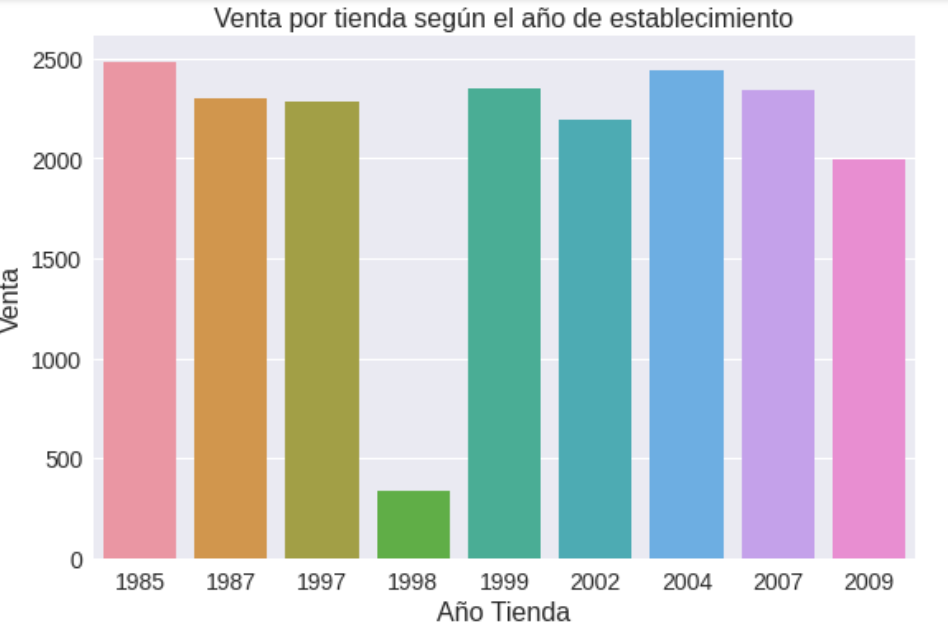 Venta por tienda según el año de establecimiento
2500
2000
1500
1000
500
0
Venta
1985 1987 1997 1998 1999 2002 2004 2007 2009
Año Tienda